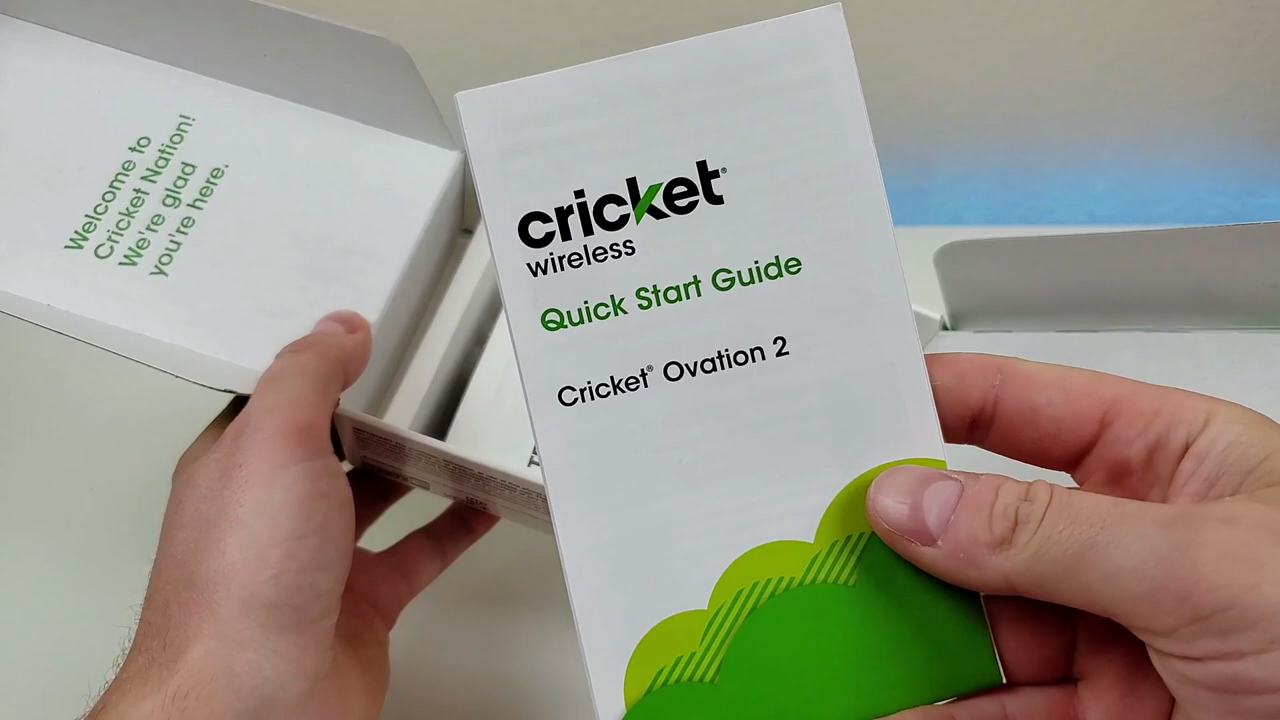 Welcome to
Cricket Nation!
We're glad
you're here.
cricket®
wireless
Quick Start Guide
Cricket® Ovation 2